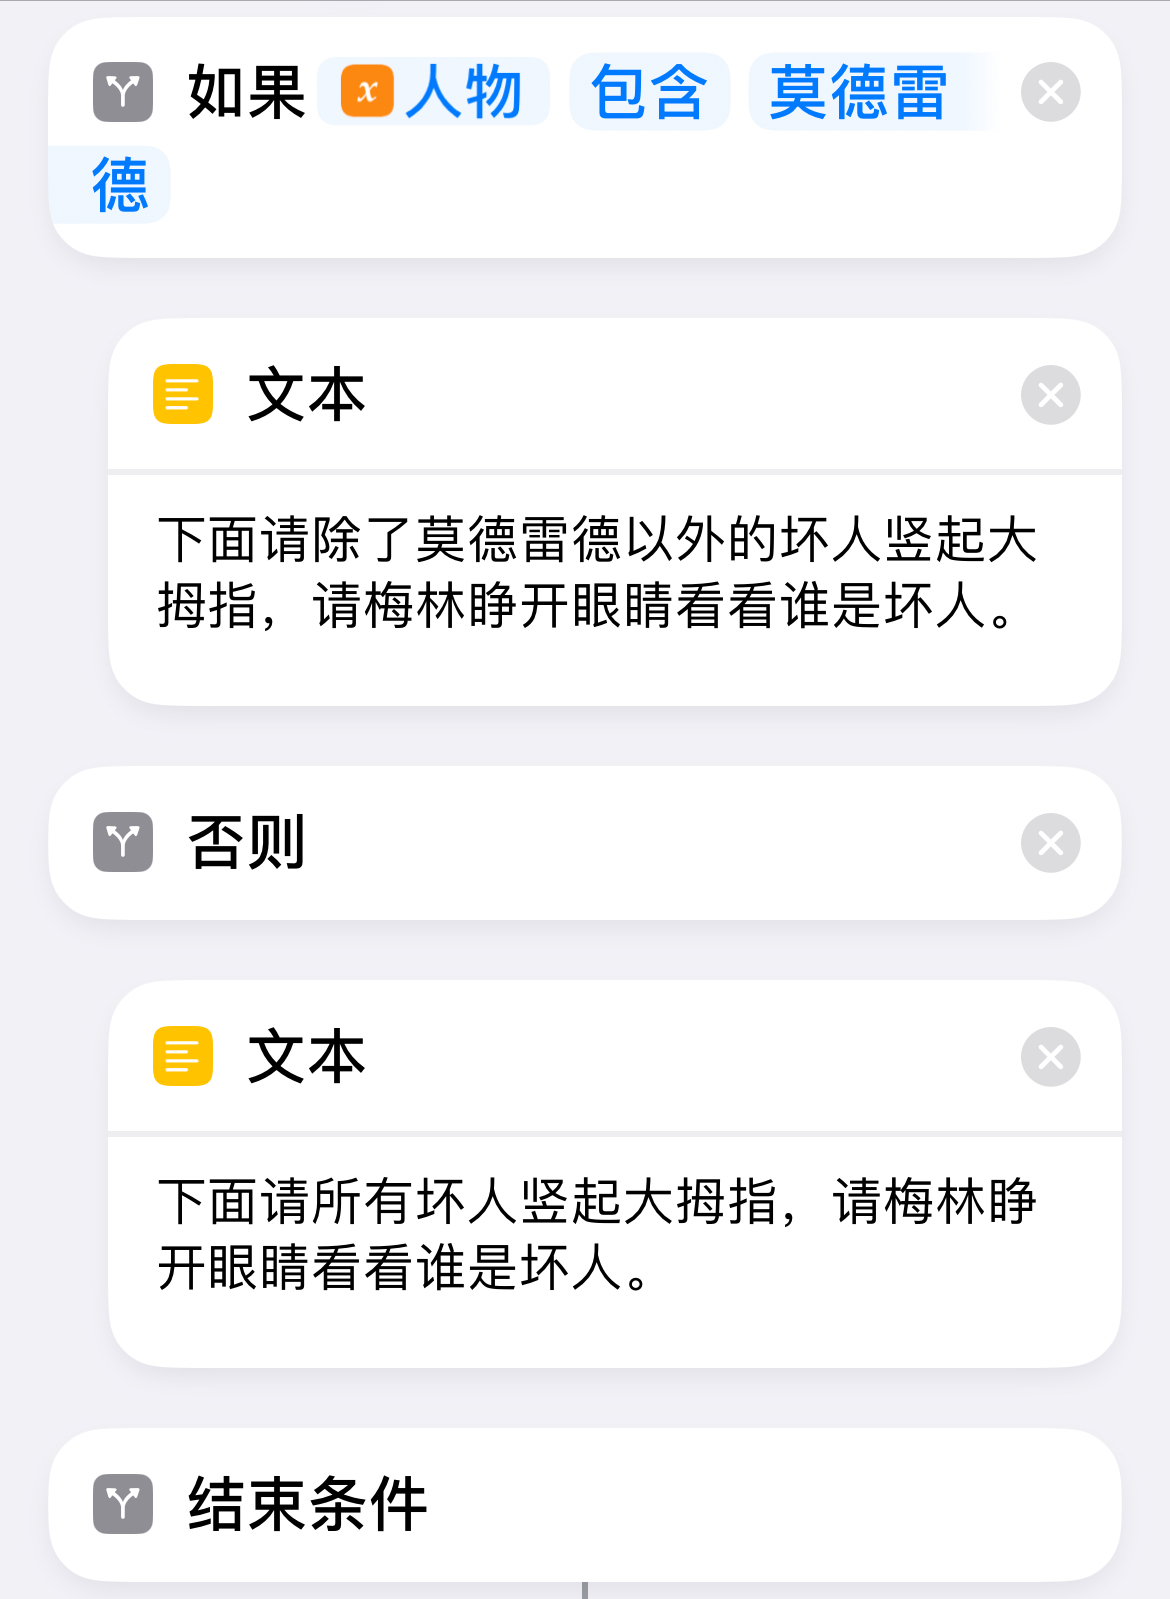 如果 x 人物 包含 莫德雷
德
文本
下面请除了莫德雷德以外的坏人竖起大
拇指，请梅林睁开眼睛看看谁是坏人。
否则
文本
下面请所有坏人竖起大拇指，请梅林睁
开眼睛看看谁是坏人。
结束条件